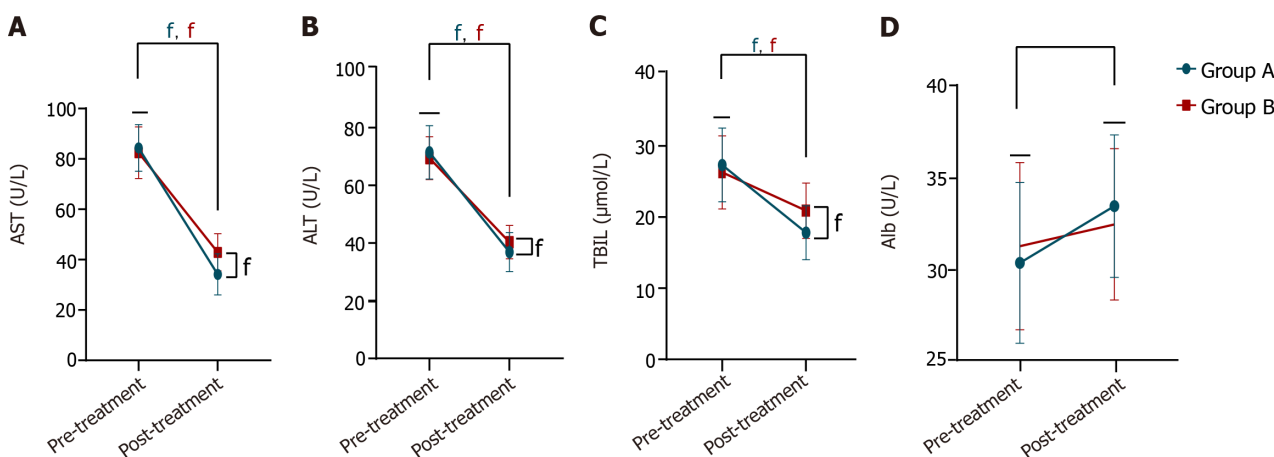 A
f, f
AST (U/L)
100
80
60
40
20
0
f
Pre-treatment
Post-treatment
B
f, f
ALT (U/L)
100
80
60
40
20
0
f
Pre-treatment
Post-treatment
C
f, f
TBIL (μmol/L)
40
30
20
10
0
f
Pre-treatment
Post-treatment
D
Alb (U/L)
40
35
30
25
Pre-treatment
Post-treatment
Group A
Group B